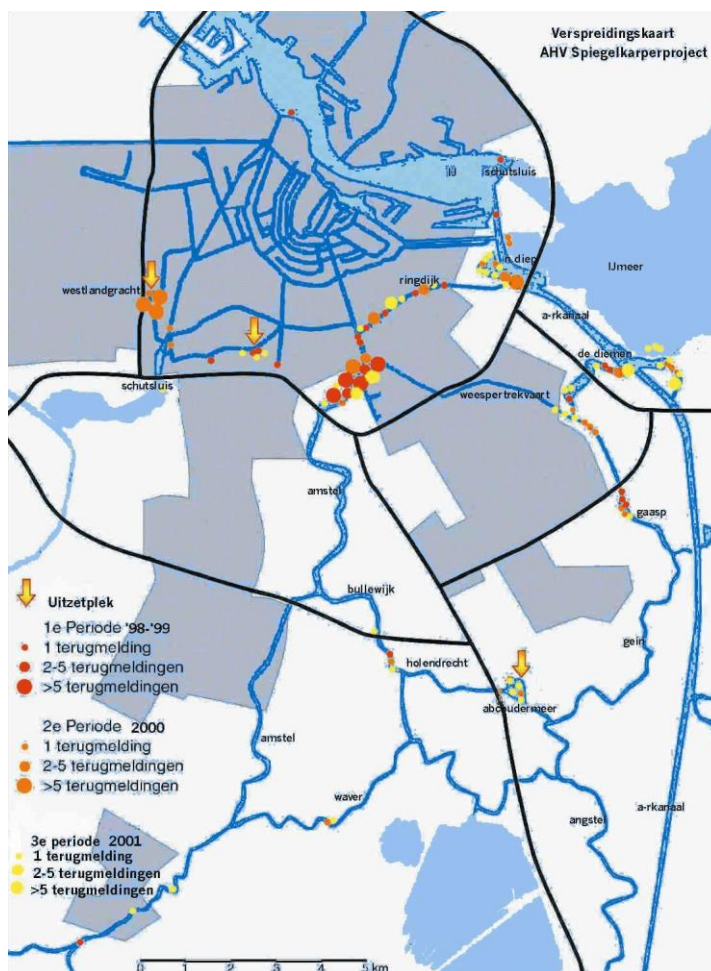 Verspreidingskaart
AHV Spiegelkarperproject
IJ
schutsluis
n diep
IJmeer
westlandgracht
ringdijk
a-rkanaal
de diemen
schutsluis
weespertrekvaart
amstel
gaasp
bullewijk
Uitzetplek
1e Periode '98-'99
1 terugmelding
2-5 terugmeldingen
>5 terugmeldingen
gein
holendrecht
abcoudermeer
2e Periode 2000
1 terugmelding
2-5 terugmeldingen
>5 terugmeldingen
amstel
waver
a-rkanaal
angstel
3e periode 2001
1 terugmelding
2-5 terugmeldingen
>5 terugmeldingen
0 1 2 3 4 5 km